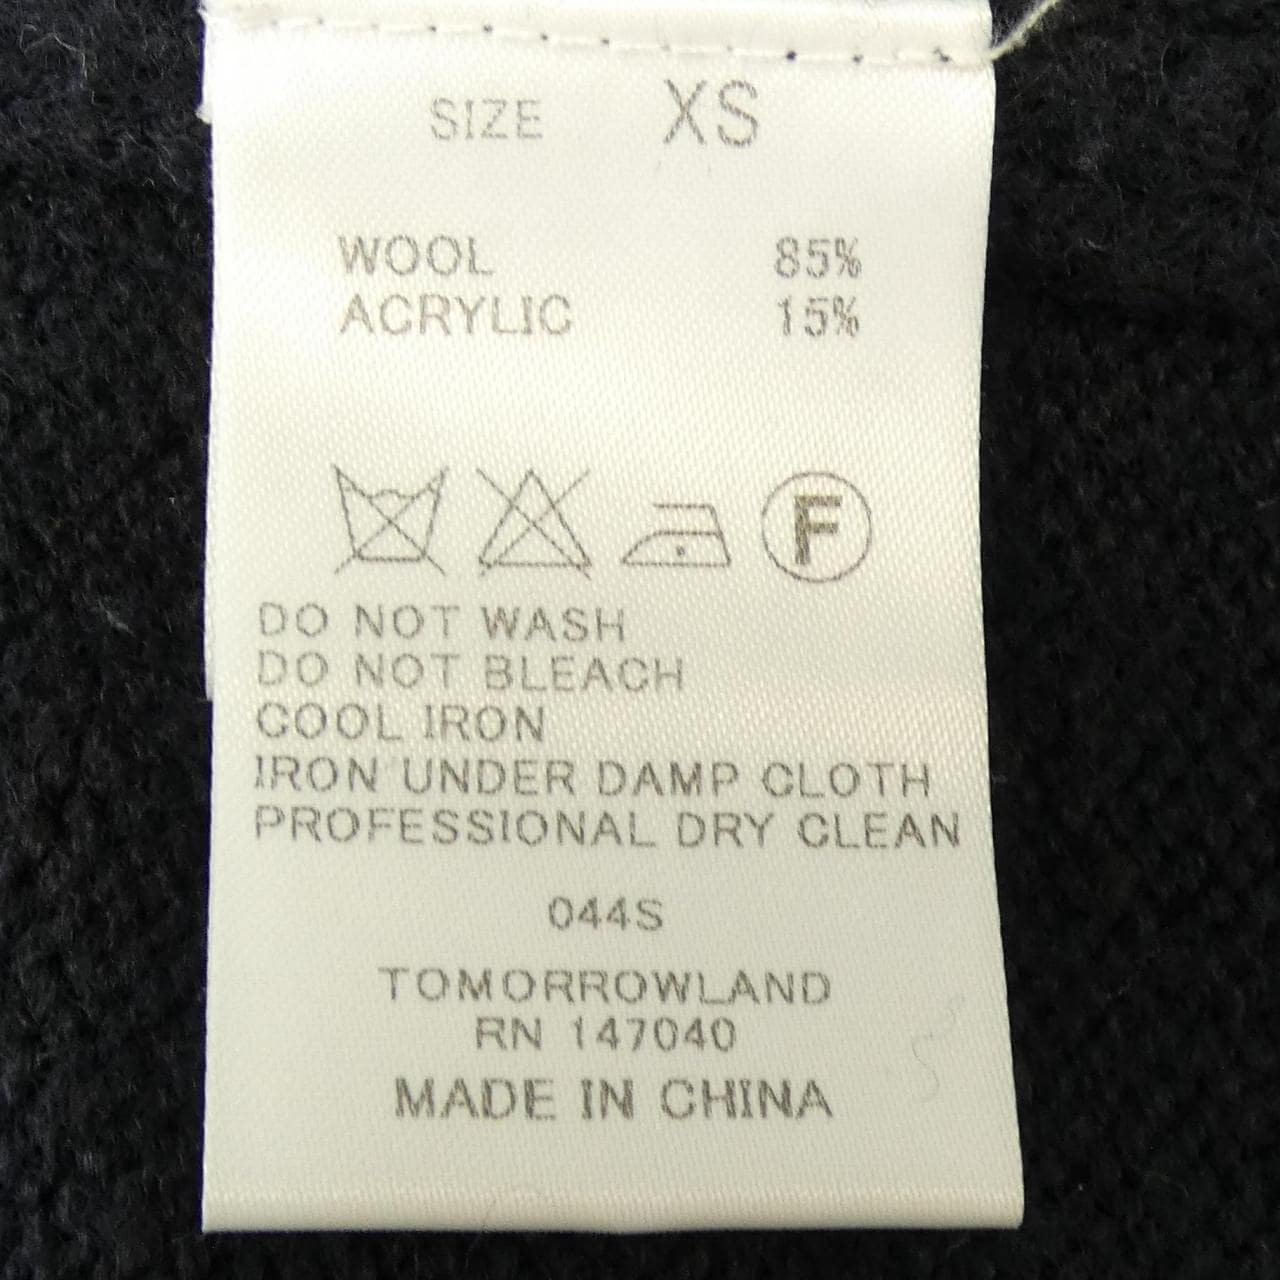 SIZE XS
WOOL 85%
ACRYLIC 15%
F
DO NOT WASH
DO NOT BLEACH
COOL IRON
IRON UNDER DAMP CLOTH
PROFESSIONAL DRY CLEAN
044S
TOMORROWLAND
RN 147040
MADE IN CHINA